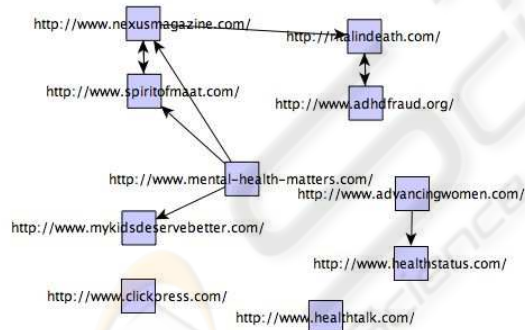 http://www.nexusmagazine.com/
http://ritalindeath.com/
http://www.spiritofmaat.com/
http://www.adhdfraud.org/
http://www.mental-health-matters.com/
http://www.advancingwomen.com/
http://www.mykidsdeservebetter.com/
http://www.healthstatus.com/
http://www.clickpress.com/
http://www.healthtalk.com/